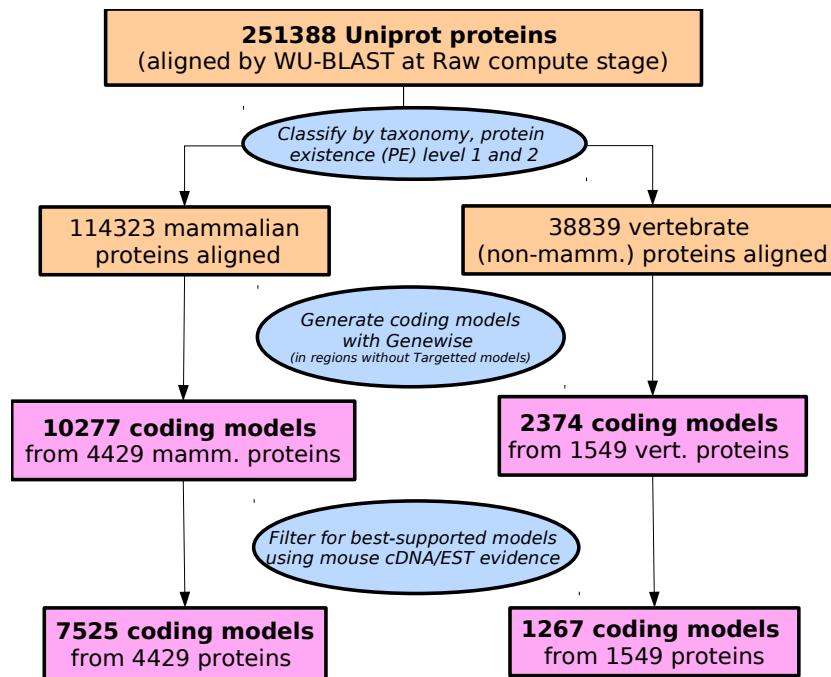 251388 Uniprot proteins
(aligned by WU-BLAST at Raw compute stage)
Classify by taxonomy, protein
existence (PE) level 1 and 2
114323 mammalian
proteins aligned
38839 vertebrate
(non-mamm.) proteins aligned
Generate coding models
with Genewise
(in regions without Targetted models)
10277 coding models
from 4429 mamm. proteins
2374 coding models
from 1549 vert. proteins
Filter for best-supported models
using mouse cDNA/EST evidence
7525 coding models
from 4429 proteins
1267 coding models
from 1549 proteins